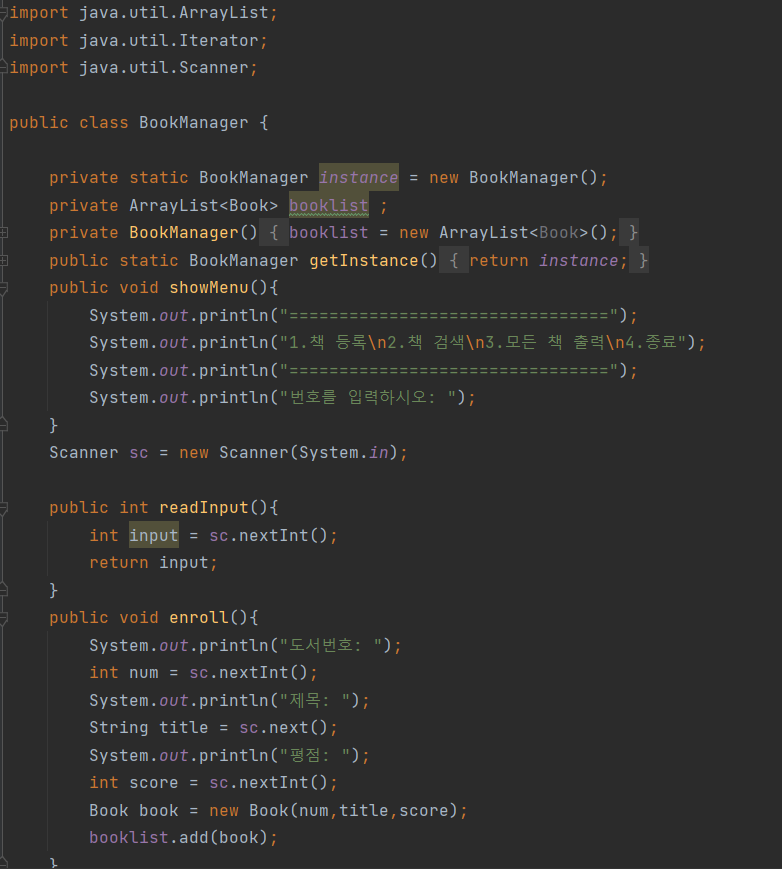 import java.util.ArrayList;
import java.util.Iterator;
import java.util.Scanner;
public class BookManager {
private static BookManager instance = new BookManager();
private ArrayList<Book> booklist ;
private BookManager() { booklist = new ArrayList<Book>(); }
public static BookManager getInstance() { return instance; }
public void showMenu(){
System.out.println("================================");
System.out.println("1.책 등록\n2.책 검색\n3.모든 책 출력\n4.종료");
System.out.println("================================");
System.out.println("번호를 입력하시오: ");
}
Scanner sc = new Scanner(System.in);
public int readInput(){
int input = sc.nextInt();
return input;
}
public void enroll(){
System.out.println("도서번호: ");
int num = sc.nextInt();
System.out.println("제목: ");
String title = sc.next();
System.out.println("평점: ");
int score = sc.nextInt();
Book book = new Book(num,title,score);
booklist.add(book);
}